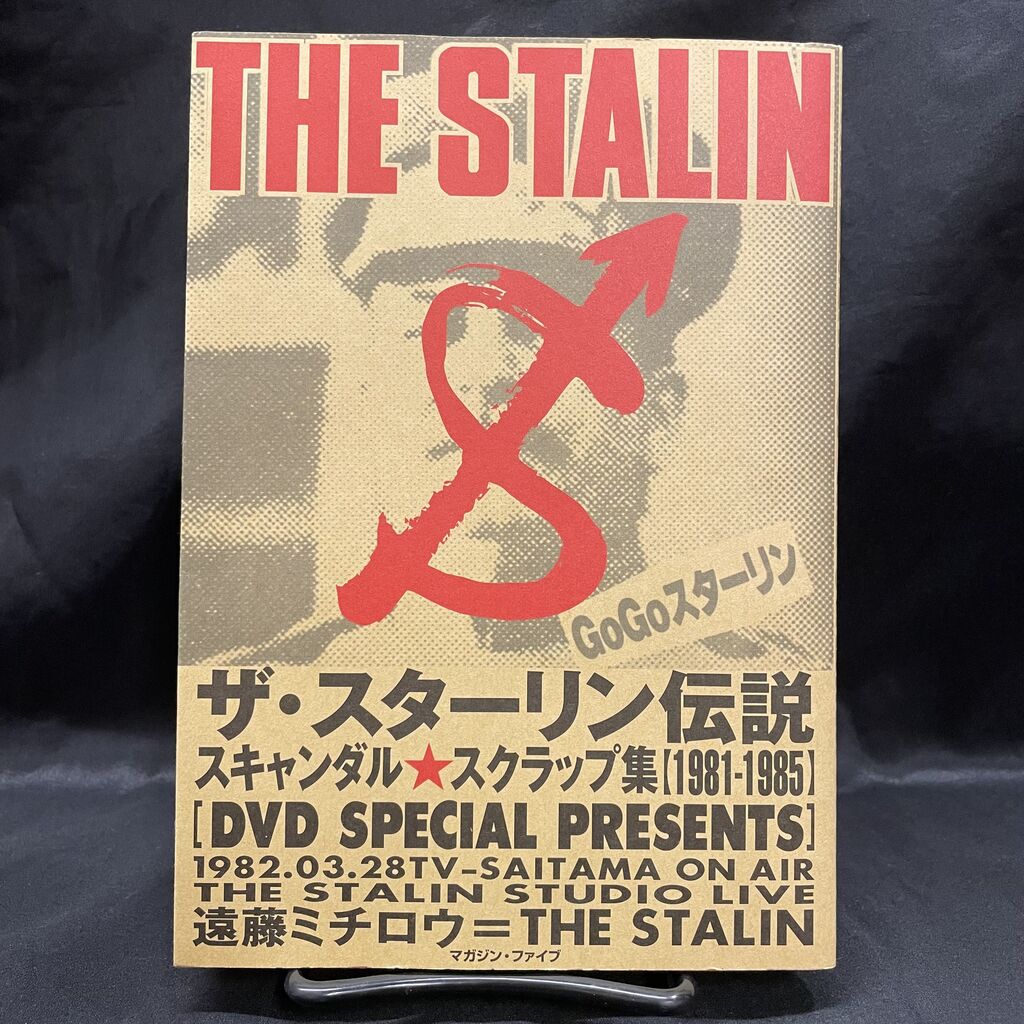 THE STALIN
GoGoスターリン
ザ・スターリン伝説
スキャンダル★スクラップ集【1981-1985】
[DVD SPECIAL PRESENTS]
1982.03.28TV-SAITAMA ON AIR
THE STALIN STUDIO LIVE
遠藤ミチロウ=THE STALIN
マガジン・ファイブ